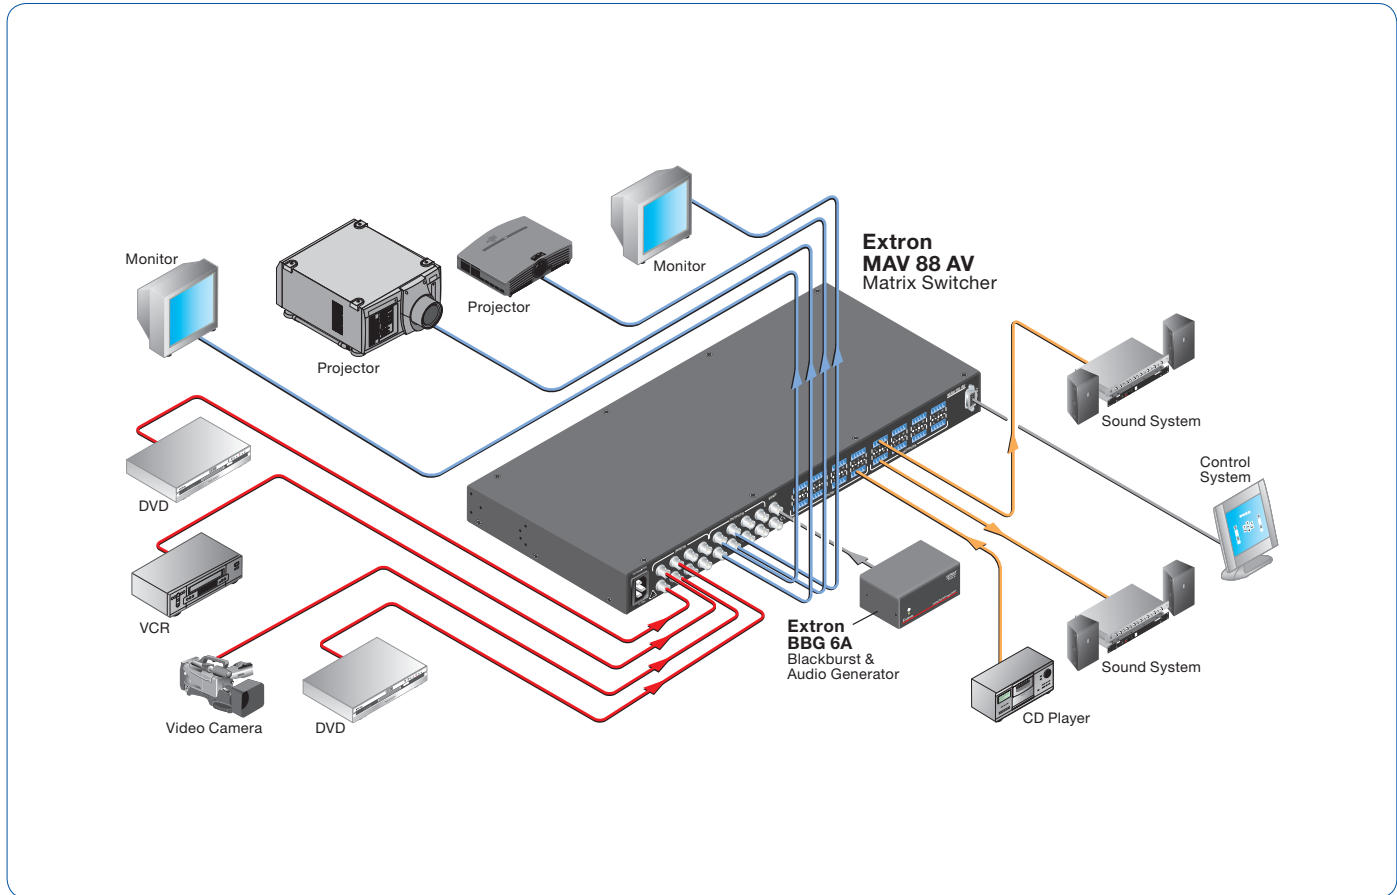 Monitor
Projector
Projector
Monitor
Extron
MAV 88 AV
Matrix Switcher
DVD
VCR
Video Camera
DVD
Extron
BBG 6A
Blackburst &
Audio Generator
CD Player
Sound System
Control
System
Sound System